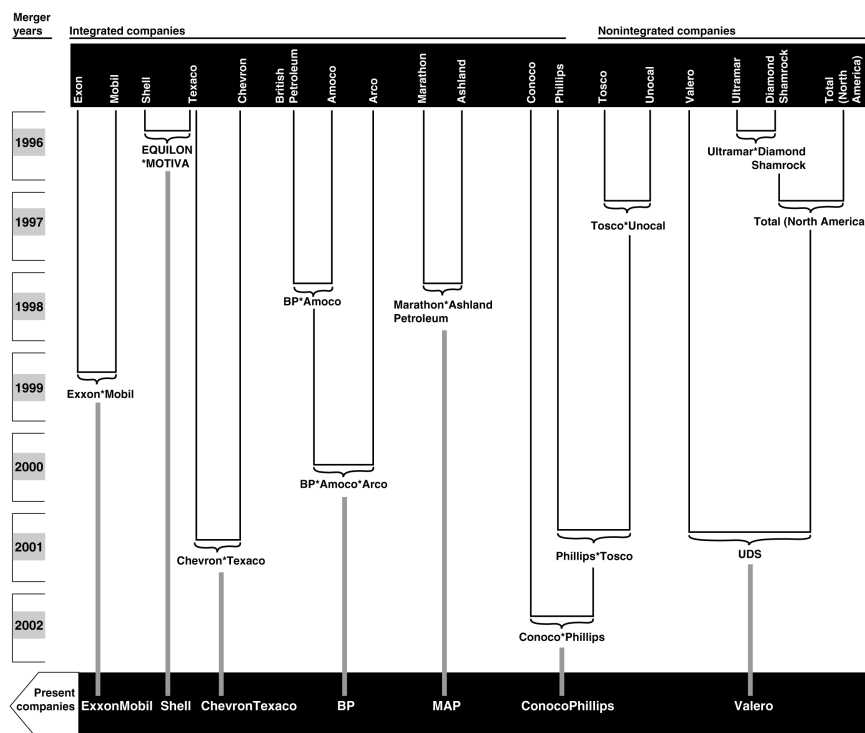 Merger
years
Integrated companies
Nonintegrated companies
Exon
Mobil
Shell
Texaco
Chevron
British
Petroleum
Amoco
Arco
Marathon
Ashland
Conoco
Phillips
Tosco
Unocal
Valero
Ultramar
Diamond
Shamrock
Total
(North
America)
1996
EQUILON
*MOTIVA
Ultramar*Diamond
Shamrock
1997
Tosco*Unocal
Total (North America
1998
BP*Amoco
Marathon*Ashland
Petroleum
1999
Exxon*Mobil
2000
BP*Amoco*Arco
2001
Chevron*Texaco
Phillips*Tosco
UDS
2002
Conoco*Phillips
Present
companies
ExxonMobil
Shell
ChevronTexaco
BP
MAP
ConocoPhillips
Valero